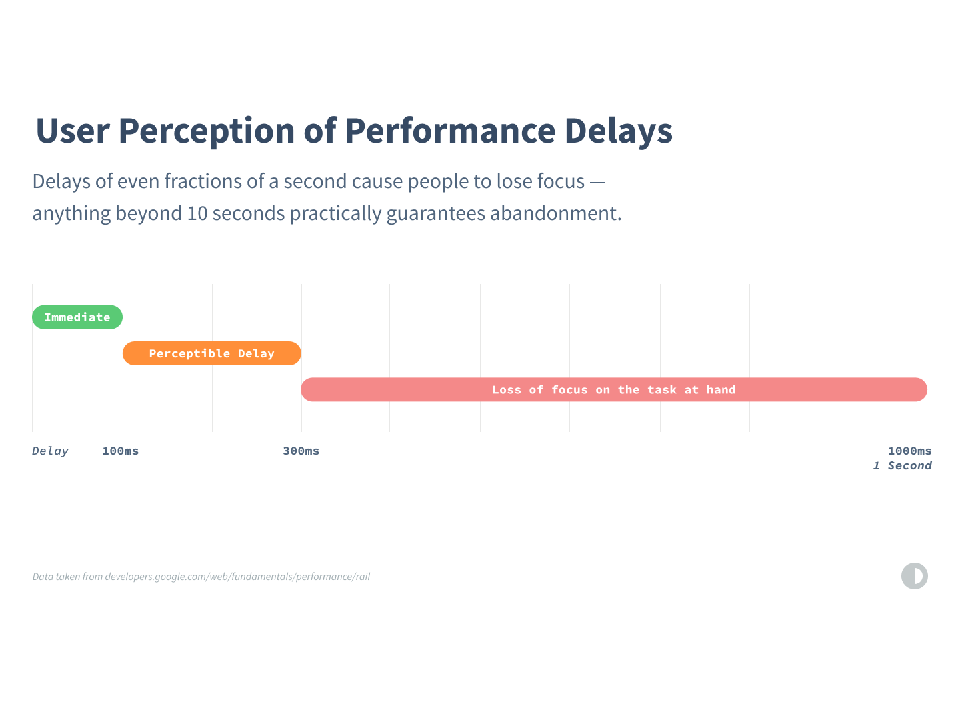 User Perception of Performance Delays
Delays of even fractions of a second cause people to lose focus —
anything beyond 10 seconds practically guarantees abandonment.
Immediate
Perceptible Delay
Loss of focus on the task at hand
Delay 100ms 300ms 1000ms
1 Second
Data taken from developers.google.com/web/fundamentals/performance/rail